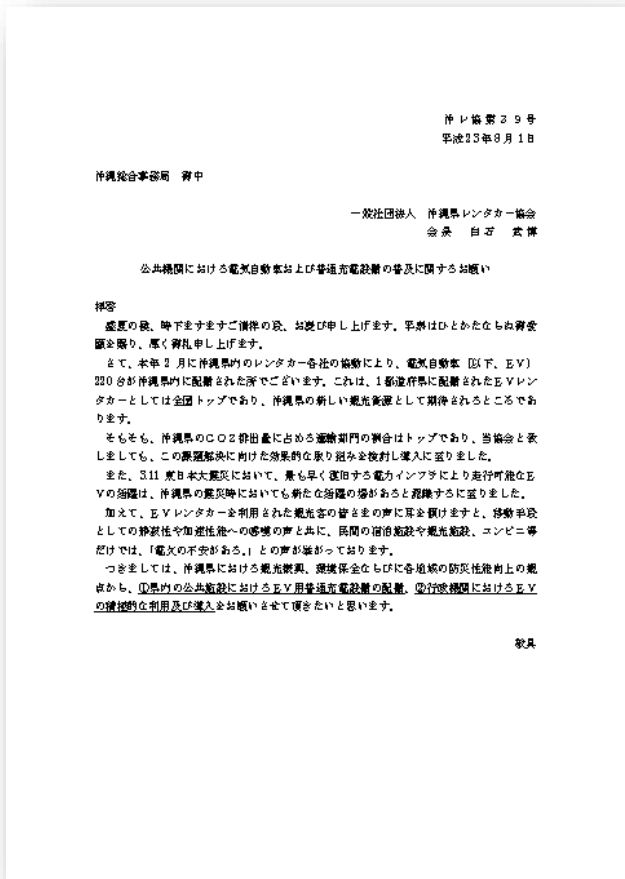 沖レ協第39号
平成23年8月1日
沖縄総合事務局 御中
一般社団法人 沖縄県レンタカー協会
会長 白石 武博
公共機関における電気自動車および普通充電設備の普及に関するお願い
拝啓
盛夏の候、時下ますますご清祥の段、お慶び申し上げます。平素はひとかたならぬ御愛
顧を賜り、厚く御礼申し上げます。
さて、本年2月に沖縄県内のレンタカー各社の協働により、電気自動車(以下、EV)
220台が沖縄県内に配備された所でございます。これは、1都道府県に配備されたEVレン
タカーとしては全国トップであり、沖縄県の新しい観光資源として期待されるところであ
ります。
そもそも、沖縄県のCO2排出量に占める運輸部門の割合はトップであり、当協会と致
しましても、この課題解決に向けた効果的な取り組みを検討し導入に至りました。
また、3.11東日本大震災において、最も早く復旧する電力インフラにより走行可能なE
Vの活躍は、沖縄県の震災時においても新たな活躍の場があると認識するに至りました。
加えて、EVレンタカーを利用された観光客の皆さまの声に耳を傾けますと、移動手段
としての静寂性や加速性能への感嘆の声と共に、民間の宿泊施設や観光施設、コンビニ等
だけでは、「電欠の不安がある。」との声が挙がっております。
つきましては、沖縄県における観光振興、環境保全ならびに各地域の防災性能向上の観
点から、①県内の公共施設におけるEV用普通充電設備の配備、②行政機関におけるEV
の積極的な利用及び導入をお願いさせて頂きたいと思います。
敬具